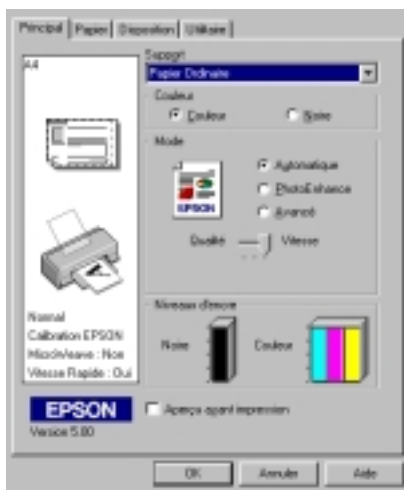 Principal Papier Disposition Utilitaire
A4
Support
Papier Ordinaire
Couleur
Couleur Noire
Mode
Automatique
PhotoEnhance
Avancé
EPSON
Qualité Vitesse
Normal
Calibration EPSON
MicroWeave : Non
Vitesse Rapide : Oui
Niveaux d'encre
Noire Couleur
EPSON
Version 5.00
Aperçu avant impression
OK Annuler Aide